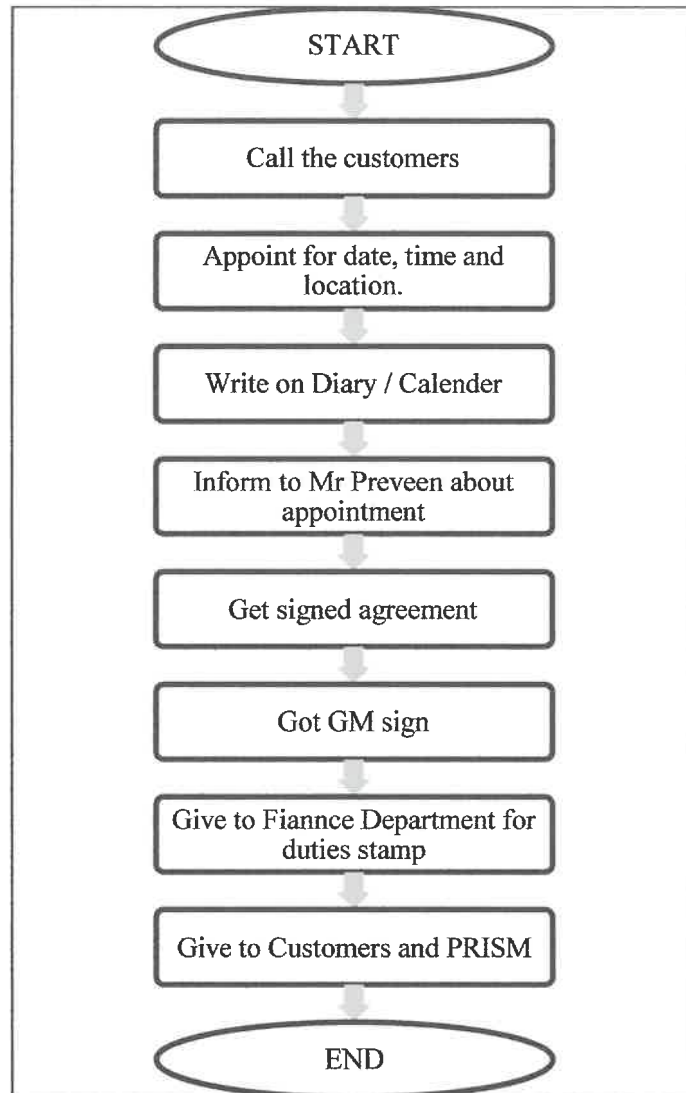 START
Call the customers
Appoint for date, time and
location.
Write on Diary / Calender
Inform to Mr Preveen about
appointment
Get signed agreement
Got GM sign
Give to Fiannce Department for
duties stamp
Give to Customers and PRISM
END